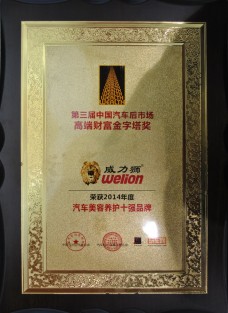 第三届中国汽车后市场
高端财富金字塔奖
威力狮
Welion
荣获2014年度
汽车美容养护十强品牌